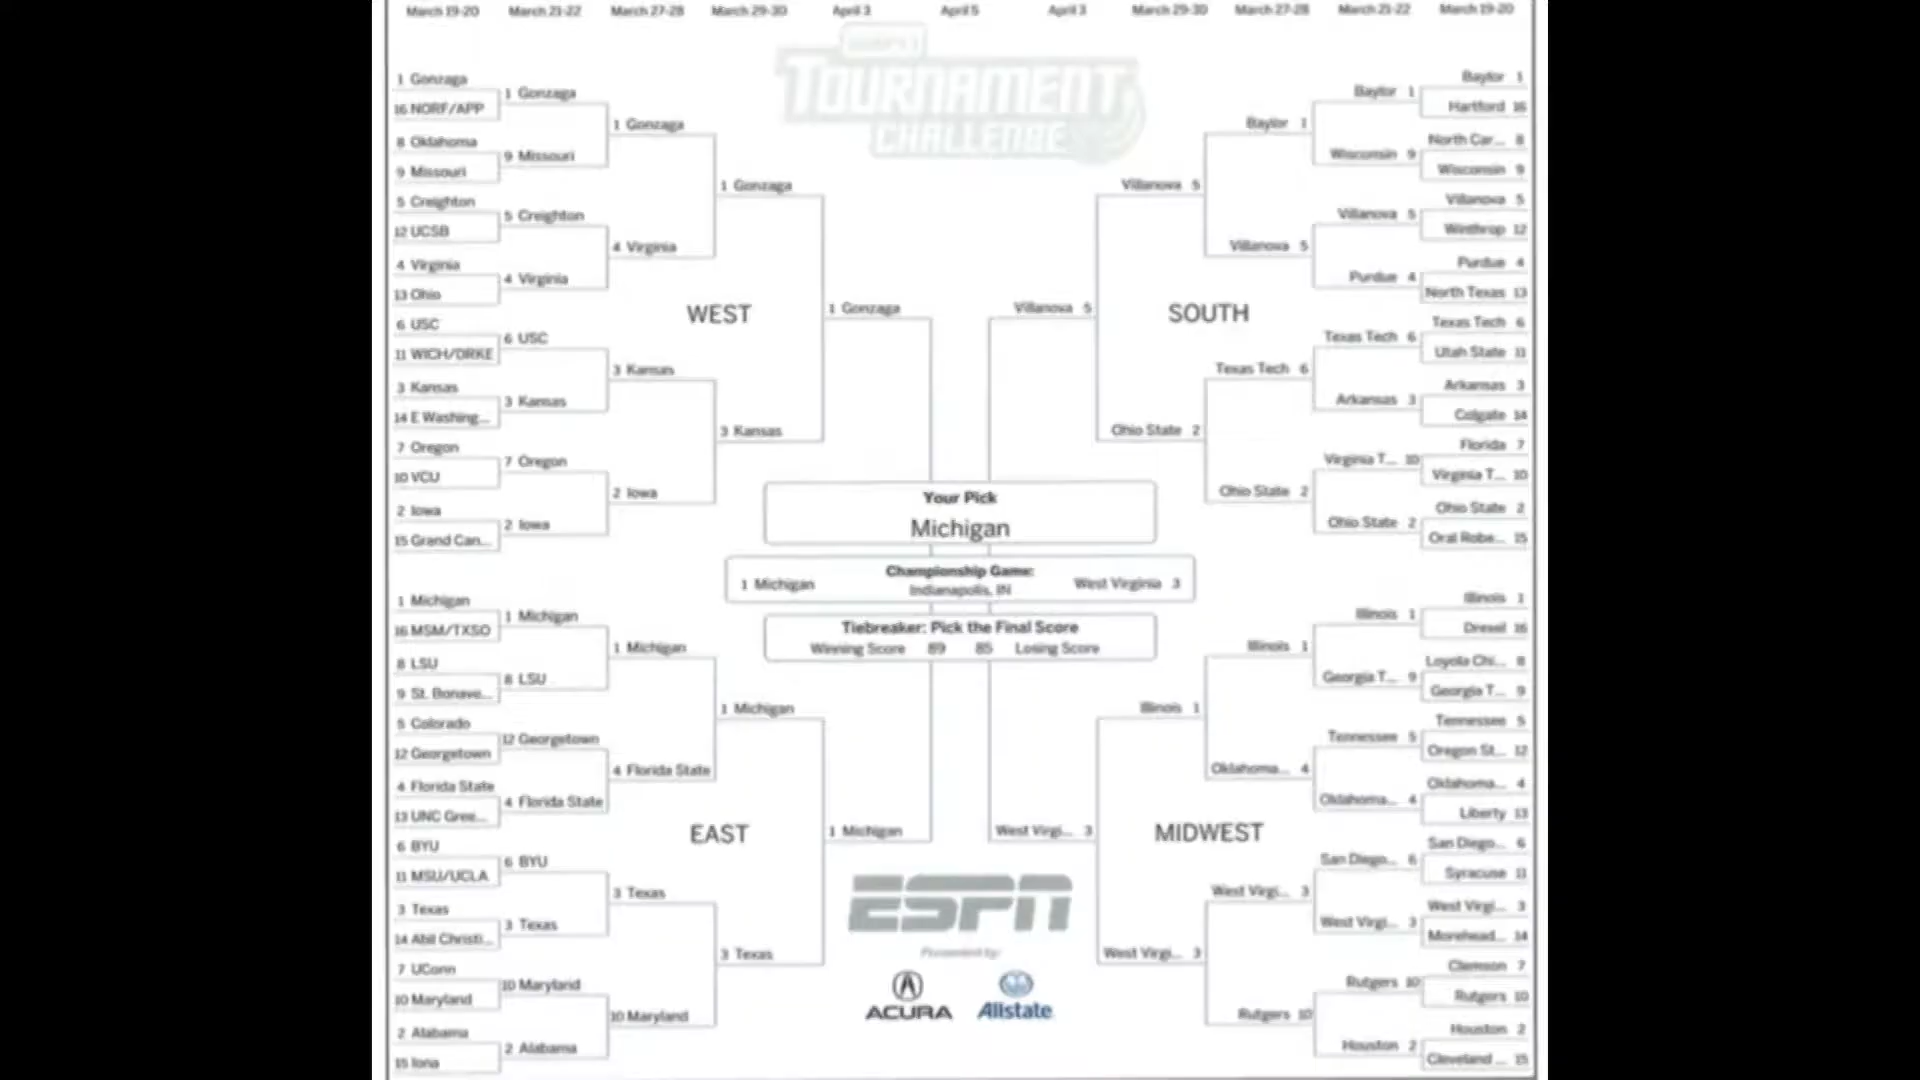 March 19-20 March 21-22 March 27-28 March 29-30 April 3 April 5 April 3 March 29-30 March 27-28 March 21-22 March 19-20
TOURNAMENT
CHALLENGE
1 Gonzaga
16 NORF/APP
8 Oklahoma
9 Missouri
5 Creighton
12 UCSB
4 Virginia
13 Ohio
6 USC
11 WICH/DRKE
3 Kansas
14 E Washing...
7 Oregon
10 VCU
2 Iowa
15 Grand Can...
1 Gonzaga
9 Missouri
5 Creighton
4 Virginia
6 USC
3 Kansas
7 Oregon
2 Iowa
1 Gonzaga
4 Virginia
3 Kansas
2 Iowa
1 Gonzaga
3 Kansas
WEST
1 Gonzaga
Villanova 5
SOUTH
Villanova 5
Ohio State 2
Baylor 1
Villanova 5
Texas Tech 6
Ohio State 2
Baylor 1
Wisconsin 9
Villanova 5
Purdue 4
Texas Tech 6
Arkansas 3
Virginia T... 10
Ohio State 2
Baylor 1
Hartford 16
North Car... 8
Wisconsin 9
Villanova 5
Winthrop 12
Purdue 4
North Texas 13
Texas Tech 6
Utah State 11
Arkansas 3
Colgate 14
Florida 7
Virginia T... 10
Ohio State 2
Oral Robe... 15
Your Pick
Michigan
Championship Game:
1 Michigan Indianapolis, IN West Virginia 3
Tiebreaker: Pick the Final Score
Winning Score 89 85 Losing Score
1 Michigan
16 MSM/TXSO
8 LSU
9 St. Bonave...
5 Colorado
12 Georgetown
4 Florida State
13 UNC Gree...
6 BYU
11 MSU/UCLA
3 Texas
14 Abil Christi...
7 UConn
10 Maryland
2 Alabama
15 Iona
1 Michigan
8 LSU
12 Georgetown
4 Florida State
6 BYU
3 Texas
10 Maryland
2 Alabama
1 Michigan
4 Florida State
3 Texas
10 Maryland
1 Michigan
3 Texas
EAST
1 Michigan
West Virgi... 3
MIDWEST
Illinois 1
West Virgi... 3
Illinois 1
Oklahoma... 4
West Virgi... 3
Rutgers 10
Illinois 1
Georgia T... 9
Tennessee 5
Oklahoma... 4
San Diego... 6
West Virgi... 3
Rutgers 10
Houston 2
Illinois 1
Drexel 16
Loyola Chi... 8
Georgia T... 9
Tennessee 5
Oregon St... 12
Oklahoma... 4
Liberty 13
San Diego... 6
Syracuse 11
West Virgi... 3
Morehead... 14
Clemson 7
Rutgers 10
Houston 2
Cleveland ... 15
ESPN
Presented by:
ACURA
Allstate